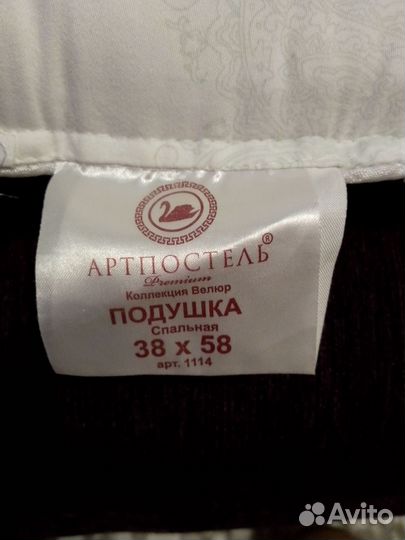 АРТПОСТЕЛЬ®
Premium
Коллекция Велюр
ПОДУШКА
Спальная
38 х 58
арт. 1114
Avito